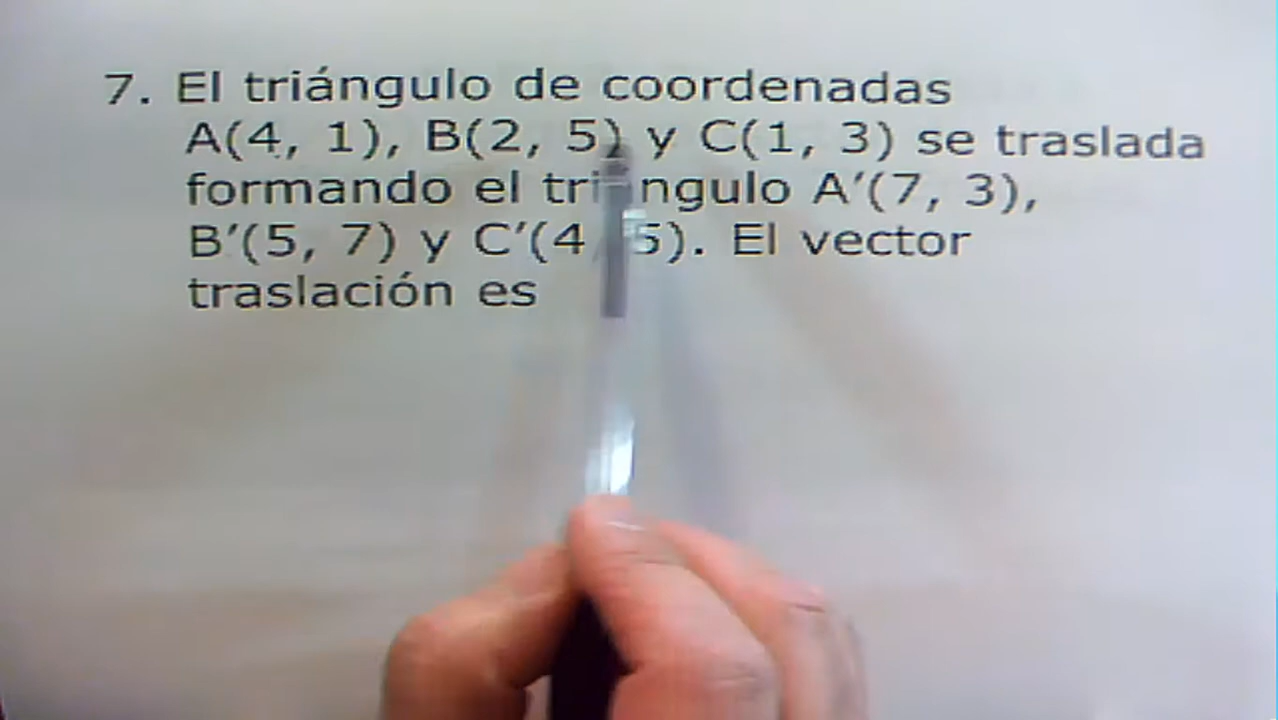 7. El triángulo de coordenadas
A(4, 1), B(2, 5) y C(1, 3) se traslada
formando el triángulo A′(7, 3),
B′(5, 7) y C′(4, 5). El vector
traslación es